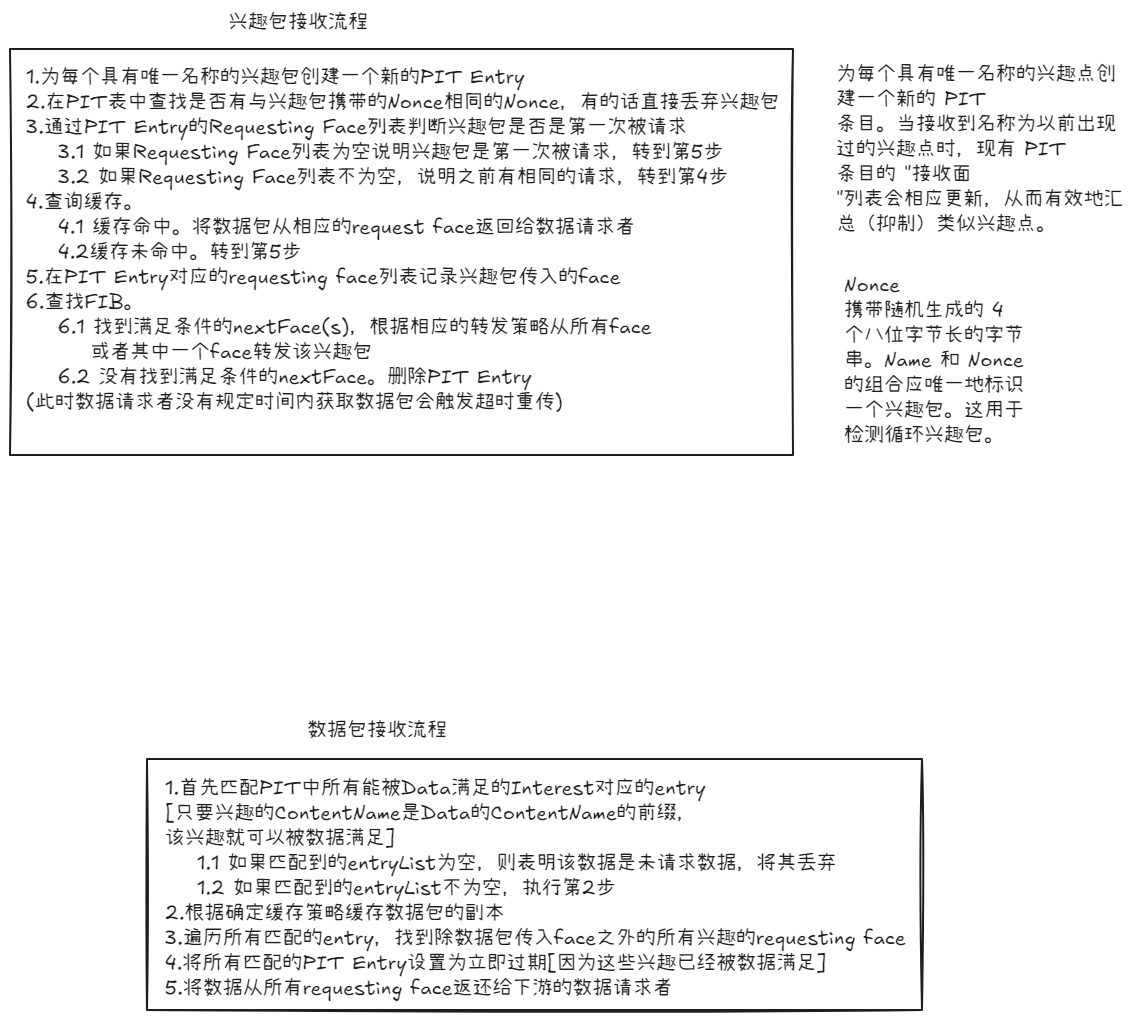 兴趣包接收流程
1.为每个具有唯一名称的兴趣包创建一个新的PIT Entry
2.在PIT表中查找是否有与兴趣包携带的Nonce相同的Nonce，有的话直接丢弃兴趣包
3.通过PIT Entry的Requesting Face列表判断兴趣包是否是第一次被请求
3.1 如果Requesting Face列表为空说明兴趣包是第一次被请求，转到第5步
3.2 如果Requesting Face列表不为空，说明之前有相同的请求，转到第4步
4.查询缓存。
4.1 缓存命中。将数据包从相应的request face返回给数据请求者
4.2缓存未命中。转到第5步
5.在PIT Entry对应的requesting face列表记录兴趣包传入的face
6.查找FIB。
6.1 找到满足条件的nextFace(s)，根据相应的转发策略从所有face
或者其中一个face转发该兴趣包
6.2 没有找到满足条件的nextFace。删除PIT Entry
(此时数据请求者没有规定时间内获取数据包会触发超时重传)
为每个具有唯一名称的兴趣点创
建一个新的 PIT
条目。当接收到名称为以前出现
过的兴趣点时，现有 PIT
条目的 "接收面
"列表会相应更新，从而有效地汇
总（抑制）类似兴趣点。
Nonce
携带随机生成的 4
个八位字节长的字节
串。Name 和 Nonce
的组合应唯一地标识
一个兴趣包。这用于
检测循环兴趣包。
数据包接收流程
1.首先匹配PIT中所有能被Data满足的Interest对应的entry
[只要兴趣的ContentName是Data的ContentName的前缀，
该兴趣就可以被数据满足]
1.1 如果匹配到的entryList为空，则表明该数据是未请求数据，将其丢弃
1.2 如果匹配到的entryList不为空，执行第2步
2.根据确定缓存策略缓存数据包的副本
3.遍历所有匹配的entry，找到除数据包传入face之外的所有兴趣的requesting face
4.将所有匹配的PIT Entry设置为立即过期[因为这些兴趣已经被数据满足]
5.将数据从所有requesting face返还给下游的数据请求者